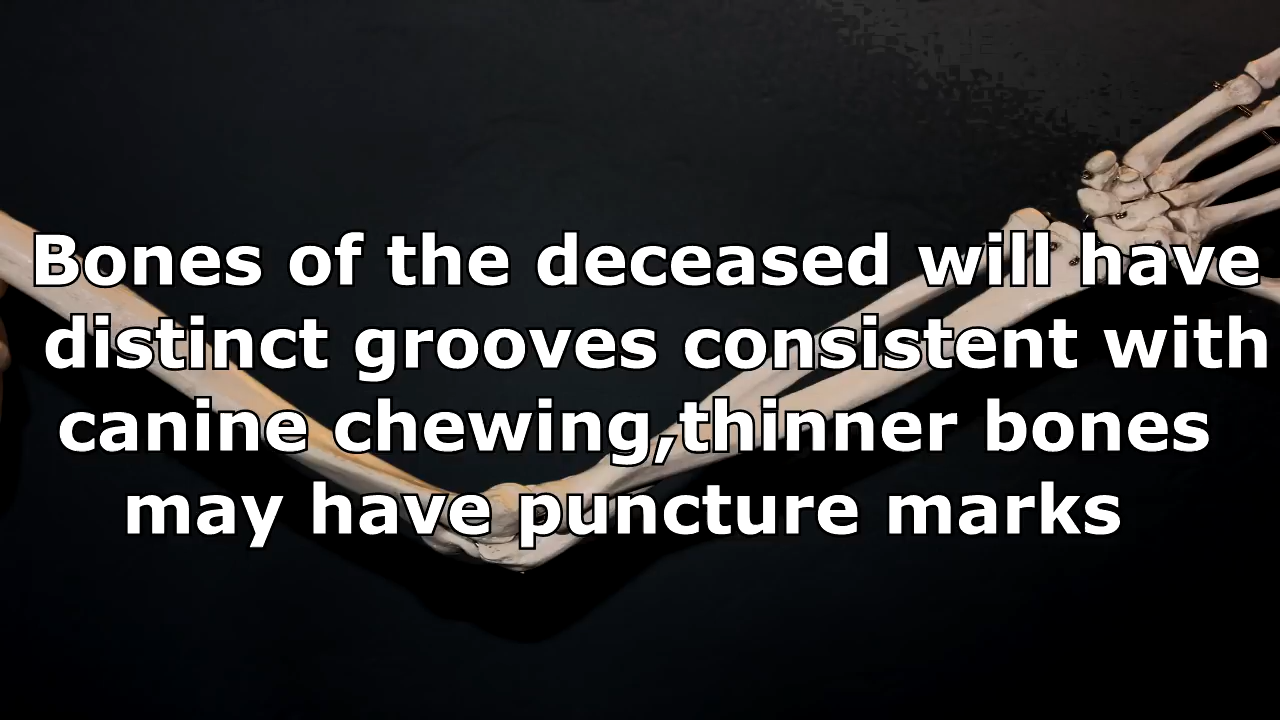 Bones of the deceased will have
distinct grooves consistent with
canine chewing,thinner bones
may have puncture marks